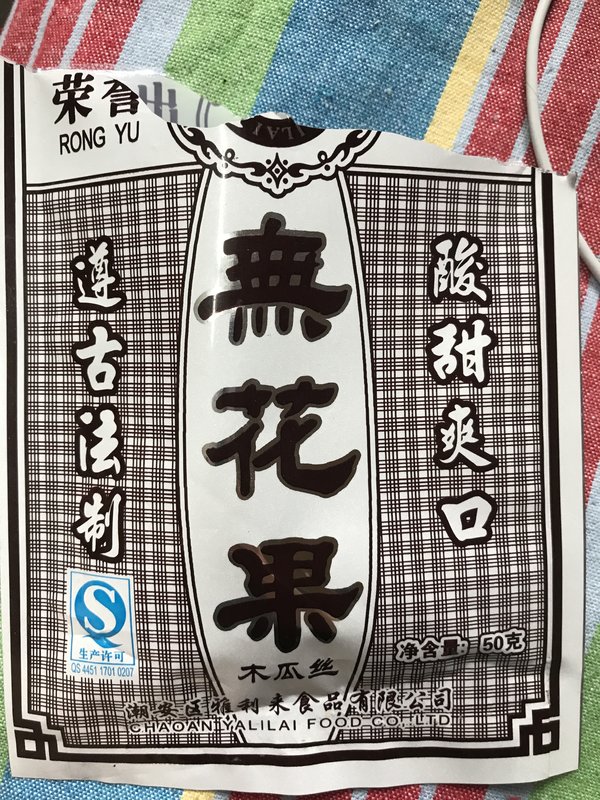 荣誉
RONG YU
ILAI
酸甜爽口
無花果
遵古法制
木瓜丝
净含量: 50克
生产许可
QS 4451 1701 0207
潮安区雅利来食品有限公司
CHAOAN YALILAI FOOD CO.,LTD